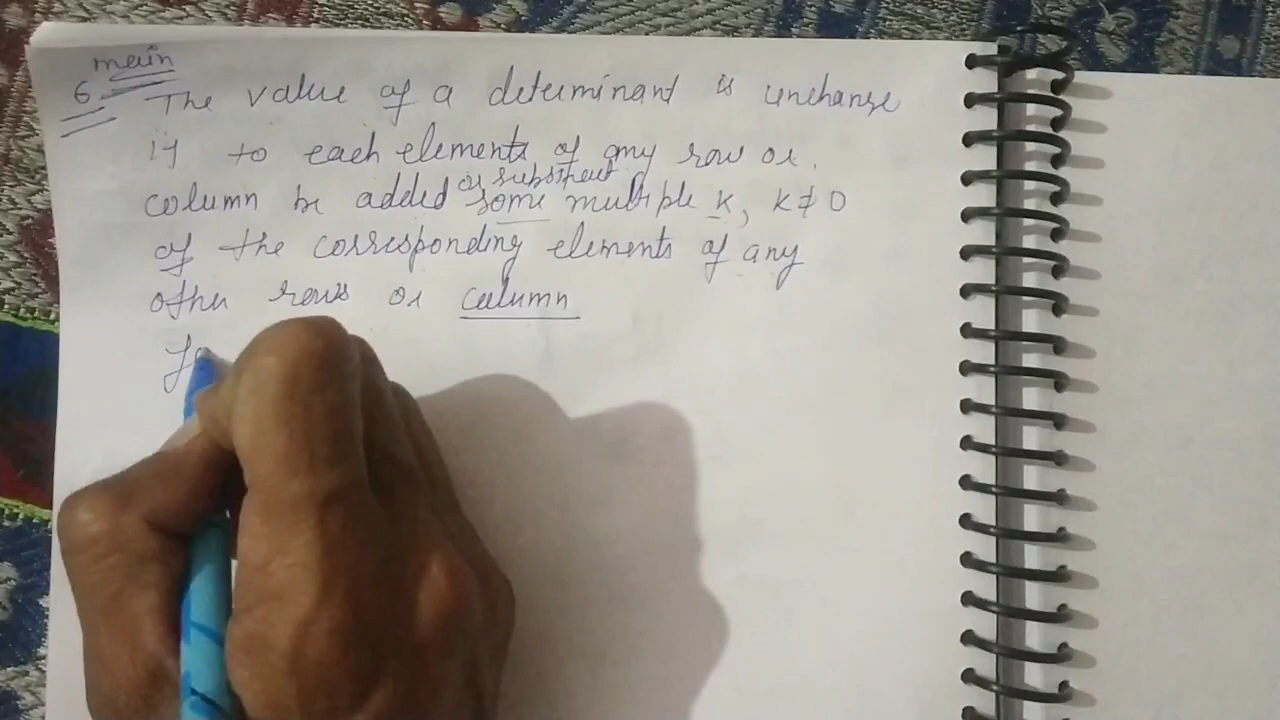 main
6 The value of a determinant is unchange
if to each elements of any row or
or substract
column be added some multiple K, K≠0
of the corresponding elements of any
other rows or column